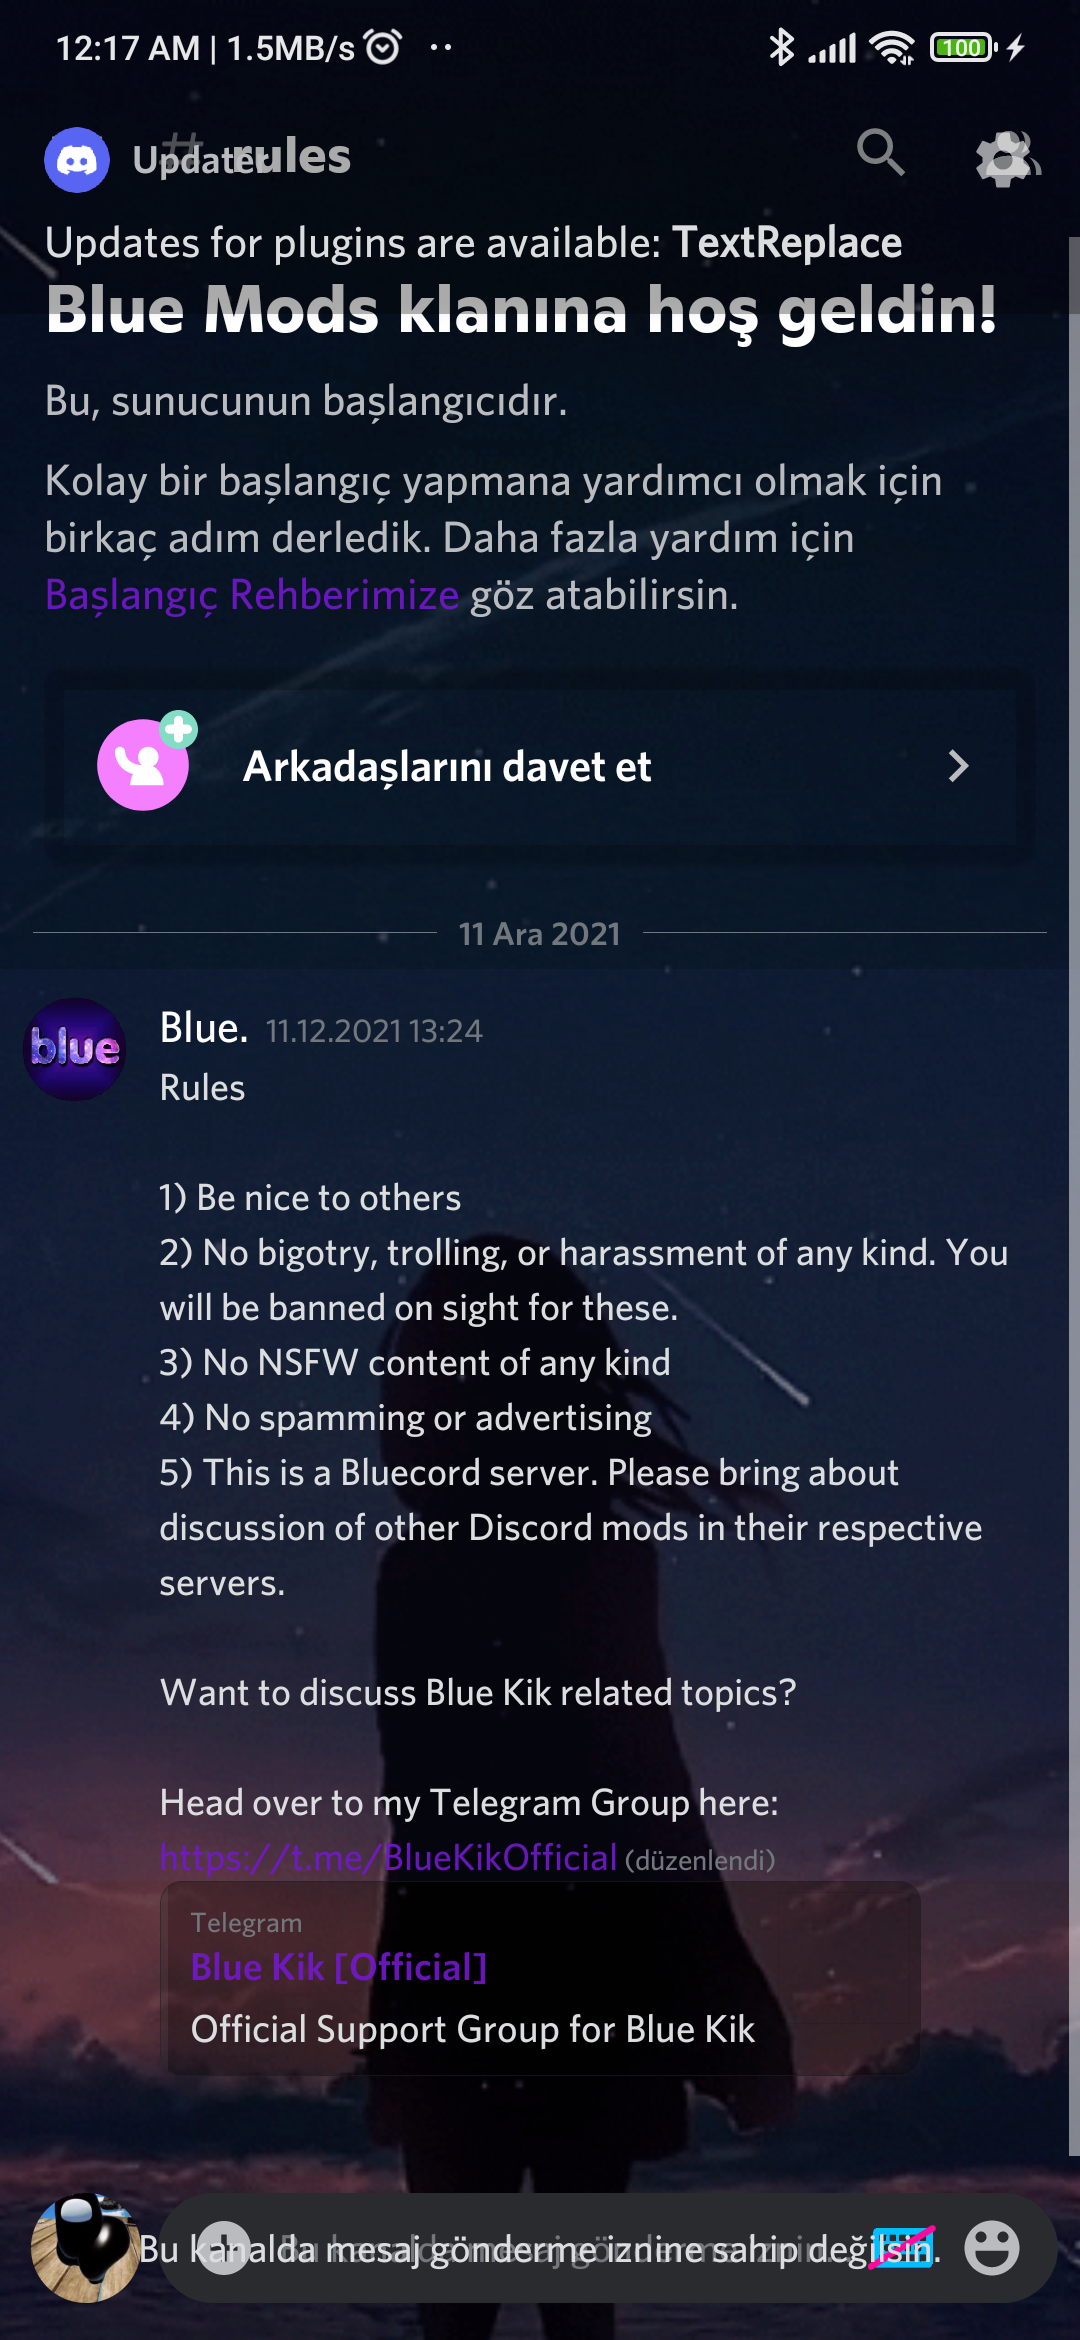 12:17 AM | 1.5MB/s
100
Updater
# rules
Updates for plugins are available: TextReplace
Blue Mods klanına hoş geldin!
Bu, sunucunun başlangıcıdır.
Kolay bir başlangıç yapmana yardımcı olmak için
birkaç adım derledik. Daha fazla yardım için
Başlangıç Rehberimize göz atabilirsin.
Arkadaşlarını davet et
11 Ara 2021
blue
Blue. 11.12.2021 13:24
Rules
1) Be nice to others
2) No bigotry, trolling, or harassment of any kind. You
will be banned on sight for these.
3) No NSFW content of any kind
4) No spamming or advertising
5) This is a Bluecord server. Please bring about
discussion of other Discord mods in their respective
servers.
Want to discuss Blue Kik related topics?
Head over to my Telegram Group here:
https://t.me/BlueKikOfficial (düzenlendi)
Telegram
Blue Kik [Official]
Official Support Group for Blue Kik
Bu kanalda mesaj gönderme iznine sahip değilsin.